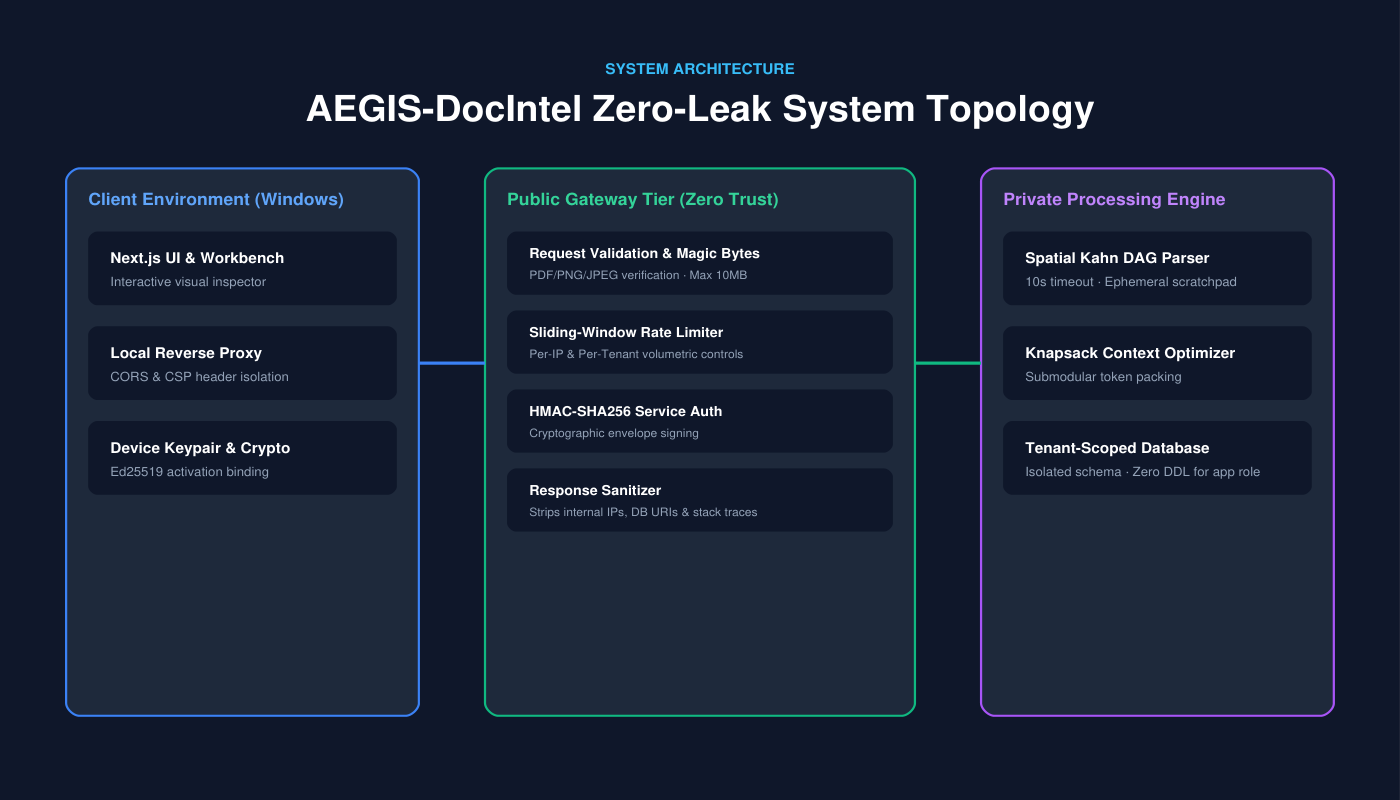 SYSTEM ARCHITECTURE
AEGIS-DocIntel Zero-Leak System Topology
Client Environment (Windows)
Next.js UI & Workbench
Interactive visual inspector
Local Reverse Proxy
CORS & CSP header isolation
Device Keypair & Crypto
Ed25519 activation binding
Public Gateway Tier (Zero Trust)
Request Validation & Magic Bytes
PDF/PNG/JPEG verification · Max 10MB
Sliding-Window Rate Limiter
Per-IP & Per-Tenant volumetric controls
HMAC-SHA256 Service Auth
Cryptographic envelope signing
Response Sanitizer
Strips internal IPs, DB URIs & stack traces
Private Processing Engine
Spatial Kahn DAG Parser
10s timeout · Ephemeral scratchpad
Knapsack Context Optimizer
Submodular token packing
Tenant-Scoped Database
Isolated schema · Zero DDL for app role